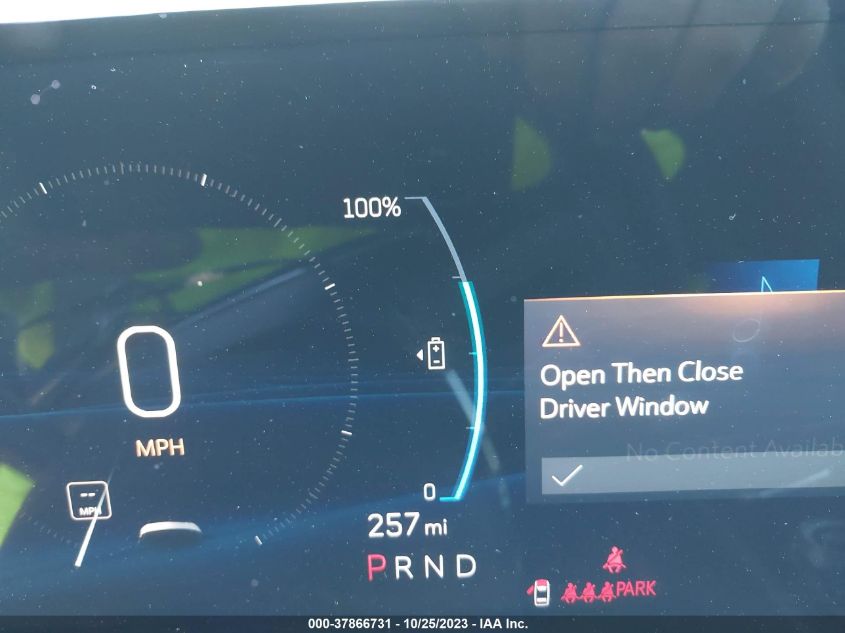 100%
0
MPH
--
MPH
0
257 mi
P R N D
Open Then Close
Driver Window
No Content Availab
PARK
000-37866731 - 10/25/2023 - IAA Inc.